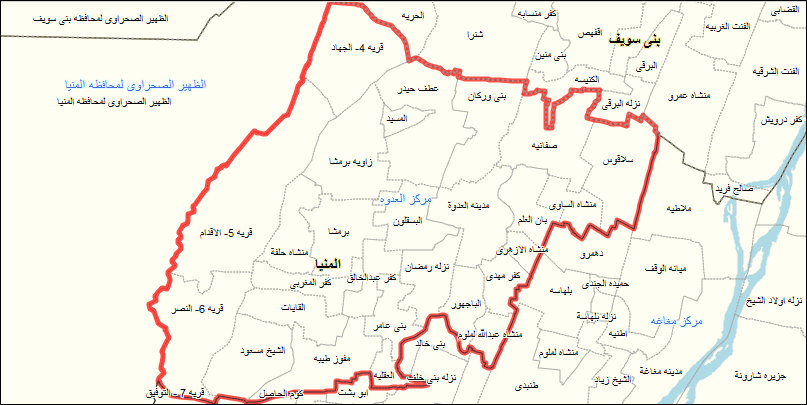 القضابى
كفر منسابه
الحريه
الظهير الصحراوى لمحافظه بنى سويف
الفنت الغربيه
اقفهص
شنرا
بنى سويف
قريه 4- الجهاد
بنى منين
البرقى
الفنت الشرقيه
الكنيسه
الظهير الصحراوى لمحافظه المنيا
عطف حيدر
بنى وركان
منشاه عمرو
الظهير الصحراوى لمحافظه المنيا
نزله البرقى
المسيد
كفر درويش
صفانيه
زاويه برمشا
سلاقوس
صالح فريد
مركز العدوه
مدينه العدوة
منشاه الساوى
ملاطيه
البسقلون
بان العلم
قريه 5- الاقدام
برمشا
منشاه حلفة
منشاه الازهرى
دهمرو
المنيا
نزله رمضان
ميانه الوقف
كفر مهدى
كفر عبدالخالق
كفر المغربى
حميده الجندى
بلهاسه
الباجهور
نزله اولاد الشيخ
قريه 6- النصر
القايات
نزله بلهاسة
مركز مغاغه
بنى عامر
اطنيه
منشاه عبدالله لملوم
بنى خالد
الشيخ مسعود
مفوز طيبه
منشاه لملوم
مدينه مغاغة
جزيره شارونة
العقليه
نزله بنى خلف
الشيخ زياد
طنبدى
قريه 7- التوفيق
كوم الحاصل
ابو بشت